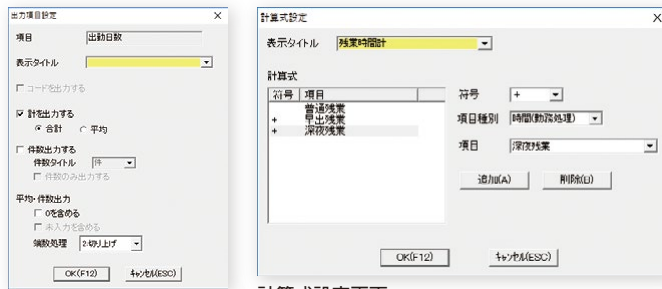 出力項目設定
項目 出勤日数
表示タイトル
コードを出力する
計を出力する
合計 平均
件数出力する
件数タイトル 件
件数のみ出力する
平均・件数出力
0を含める
未入力を含める
端数処理 2:切り上げ
OK(F12) キャンセル(ESC)
計算式設定
表示タイトル 残業時間計
計算式
符号 項目
普通残業
+ 早出残業
+ 深夜残業
符号 +
項目種別 時間(勤務処理)
項目 深夜残業
追加(A) 削除(D)
OK(F12) キャンセル(ESC)